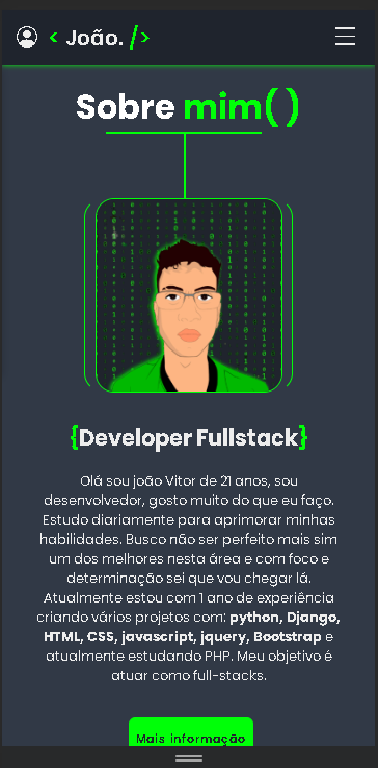 < João. />
Sobre mim( )
{Developer Fullstack}
Olá sou joão Vitor de 21 anos, sou
desenvolvedor, gosto muito do que eu faço.
Estudo diariamente para aprimorar minhas
habilidades. Busco não ser perfeito mais sim
um dos melhores nesta área e com foco e
determinação sei que vou chegar lá.
Atualmente estou com 1 ano de experiência
criando vários projetos com: python, Django,
HTML, CSS, javascript, jquery, Bootstrap e
atualmente estudando PHP. Meu objetivo é
atuar como full-stacks.
Mais informação